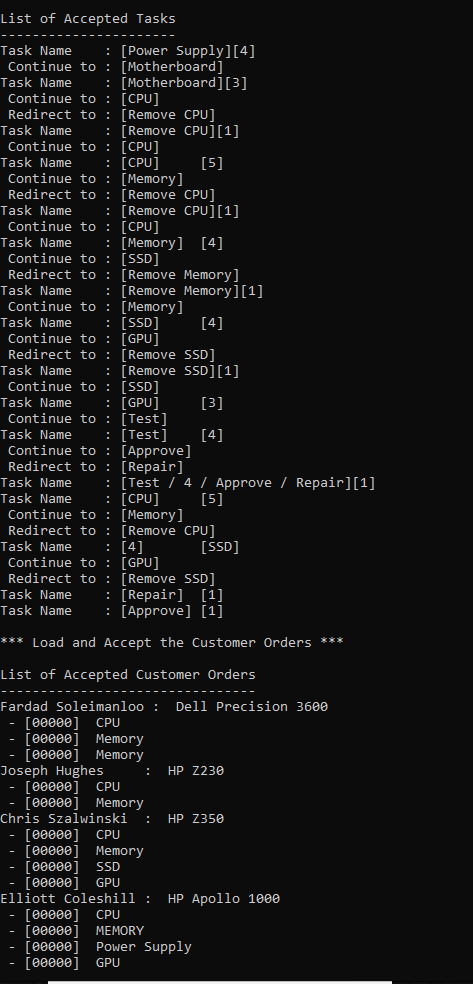 List of Accepted Tasks
----------------------
Task Name    : [Power Supply][4]
 Continue to : [Motherboard]
Task Name    : [Motherboard][3]
 Continue to : [CPU]
 Redirect to : [Remove CPU]
Task Name    : [Remove CPU][1]
 Continue to : [CPU]
Task Name    : [CPU]     [5]
 Continue to : [Memory]
 Redirect to : [Remove CPU]
Task Name    : [Remove CPU][1]
 Continue to : [CPU]
Task Name    : [Memory]  [4]
 Continue to : [SSD]
 Redirect to : [Remove Memory]
Task Name    : [Remove Memory][1]
 Continue to : [Memory]
Task Name    : [SSD]     [4]
 Continue to : [GPU]
 Redirect to : [Remove SSD]
Task Name    : [Remove SSD][1]
 Continue to : [SSD]
Task Name    : [GPU]     [3]
 Continue to : [Test]
Task Name    : [Test]    [4]
 Continue to : [Approve]
 Redirect to : [Repair]
Task Name    : [Test / 4 / Approve / Repair][1]
Task Name    : [CPU]     [5]
 Continue to : [Memory]
 Redirect to : [Remove CPU]
Task Name    : [4]       [SSD]
 Continue to : [GPU]
 Redirect to : [Remove SSD]
Task Name    : [Repair]  [1]
Task Name    : [Approve] [1]

*** Load and Accept the Customer Orders ***

List of Accepted Customer Orders
--------------------------------
Fardad Soleimanloo :  Dell Precision 3600
 - [00000]  CPU
 - [00000]  Memory
 - [00000]  Memory
Joseph Hughes     :  HP Z230
 - [00000]  CPU
 - [00000]  Memory
Chris Szalwinski  :  HP Z350
 - [00000]  CPU
 - [00000]  Memory
 - [00000]  SSD
 - [00000]  GPU
Elliott Coleshill :  HP Apollo 1000
 - [00000]  CPU
 - [00000]  MEMORY
 - [00000]  Power Supply
 - [00000]  GPU